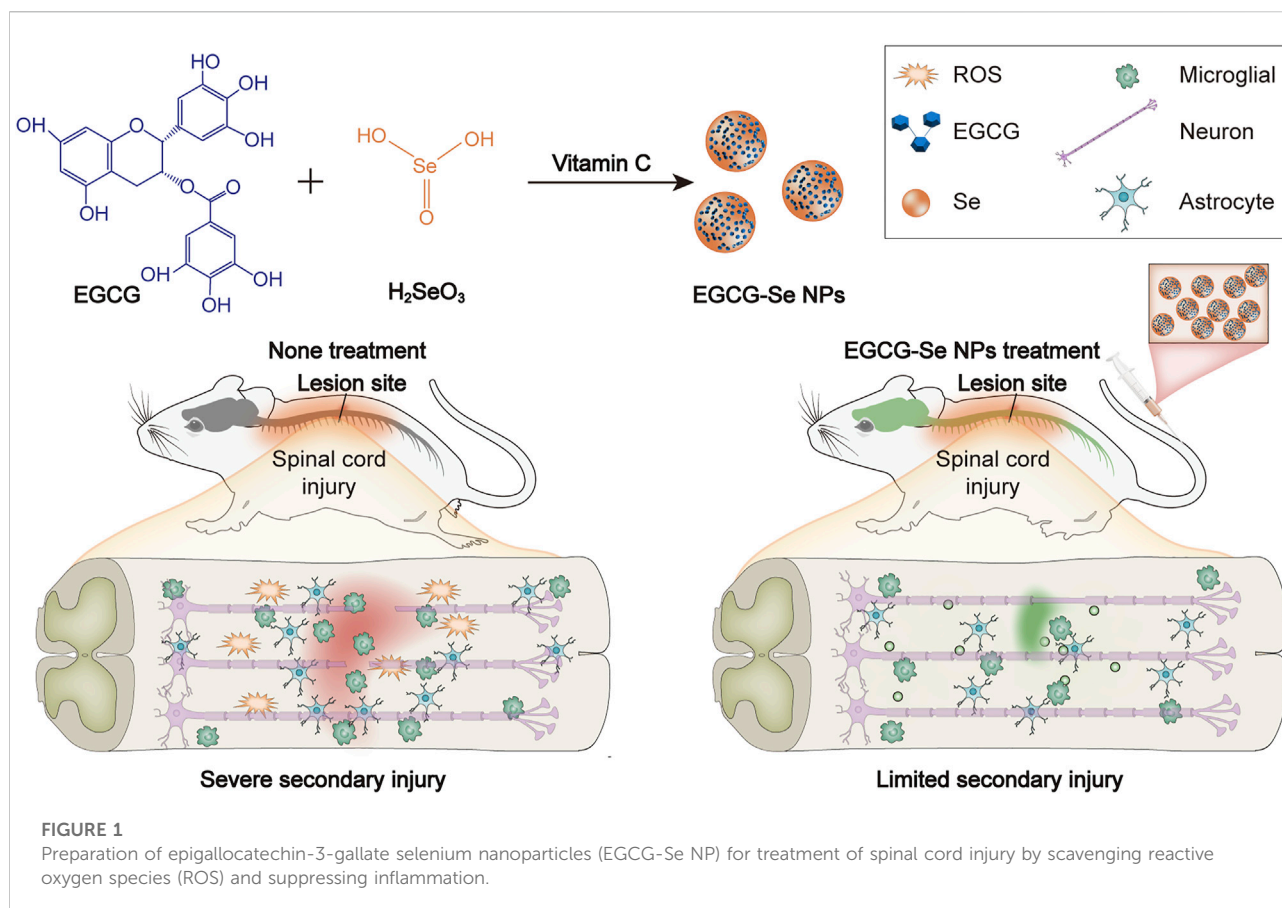 HO
OH
OH
OH
O
OH
O
O
OH
OH
OH
OH
EGCG
+
HO
OH
Se
O
H₂SeO₃
Vitamin C
EGCG-Se NPs
ROS
Microglial
EGCG
Neuron
Se
Astrocyte
None treatment
Lesion site
Spinal cord
injury
Severe secondary injury
EGCG-Se NPs treatment
Lesion site
Spinal cord
injury
Limited secondary injury
FIGURE 1
Preparation of epigallocatechin-3-gallate selenium nanoparticles (EGCG-Se NP) for treatment of spinal cord injury by scavenging reactive
oxygen species (ROS) and suppressing inflammation.